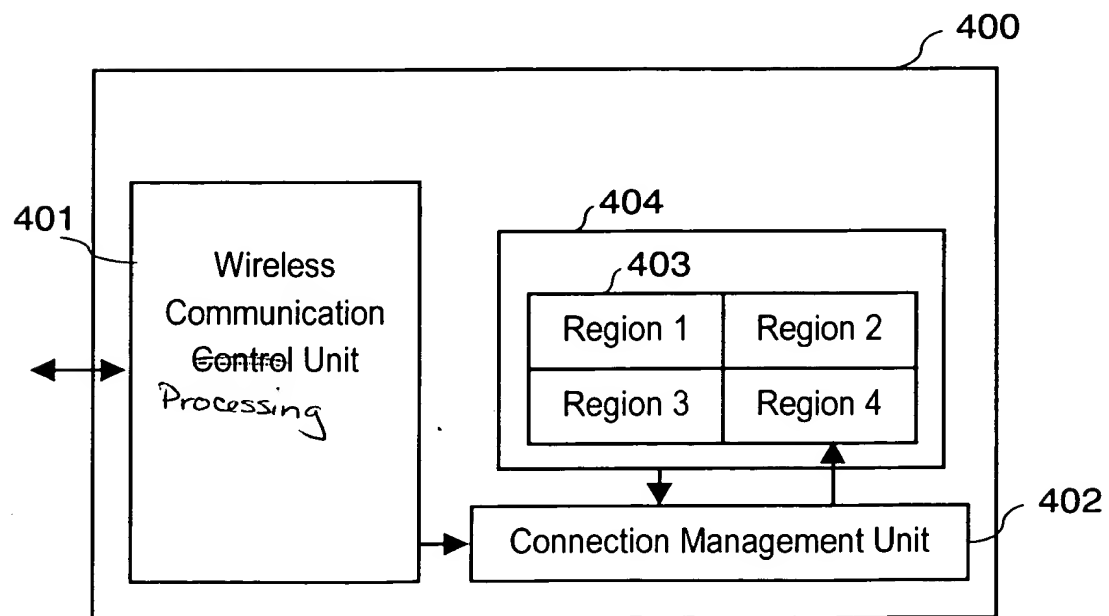 400
401
404
403
Wireless
Communication
Control Unit
Processing
Region 1 Region 2
Region 3 Region 4
402
Connection Management Unit